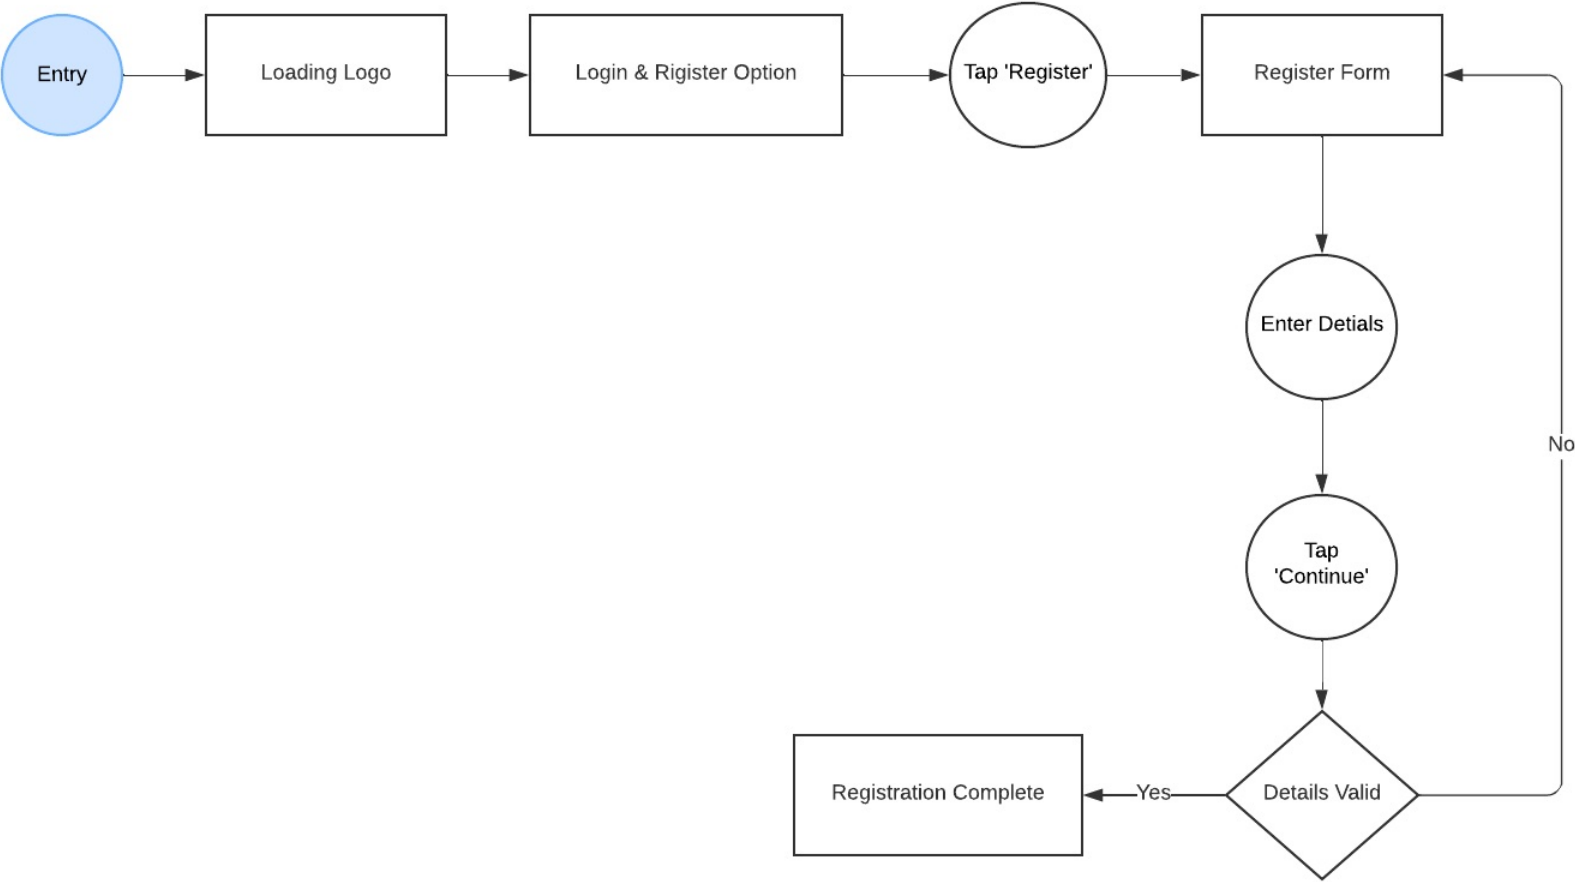 Entry
Loading Logo
Login & Rigister Option
Tap 'Register'
Register Form
Enter Detials
No
Tap
'Continue'
Registration Complete
Yes
Details Valid